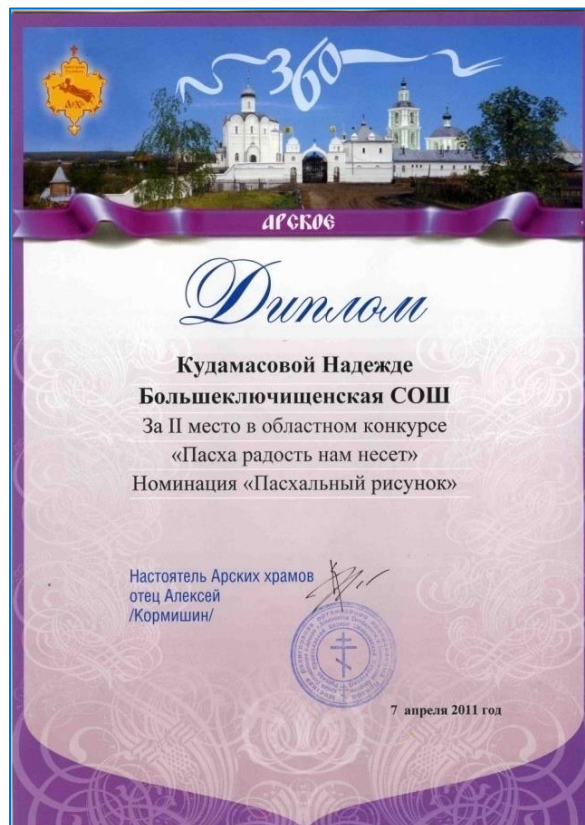 360
АРСКОЕ
Диплом
Кудамасовой Надежде
Большеключищенская СОШ
За II место в областном конкурсе
«Пасха радость нам несет»
Номинация «Пасхальный рисунок»
Настоятель Арских храмов
отец Алексей
/Кормишин/
7 апреля 2011 год